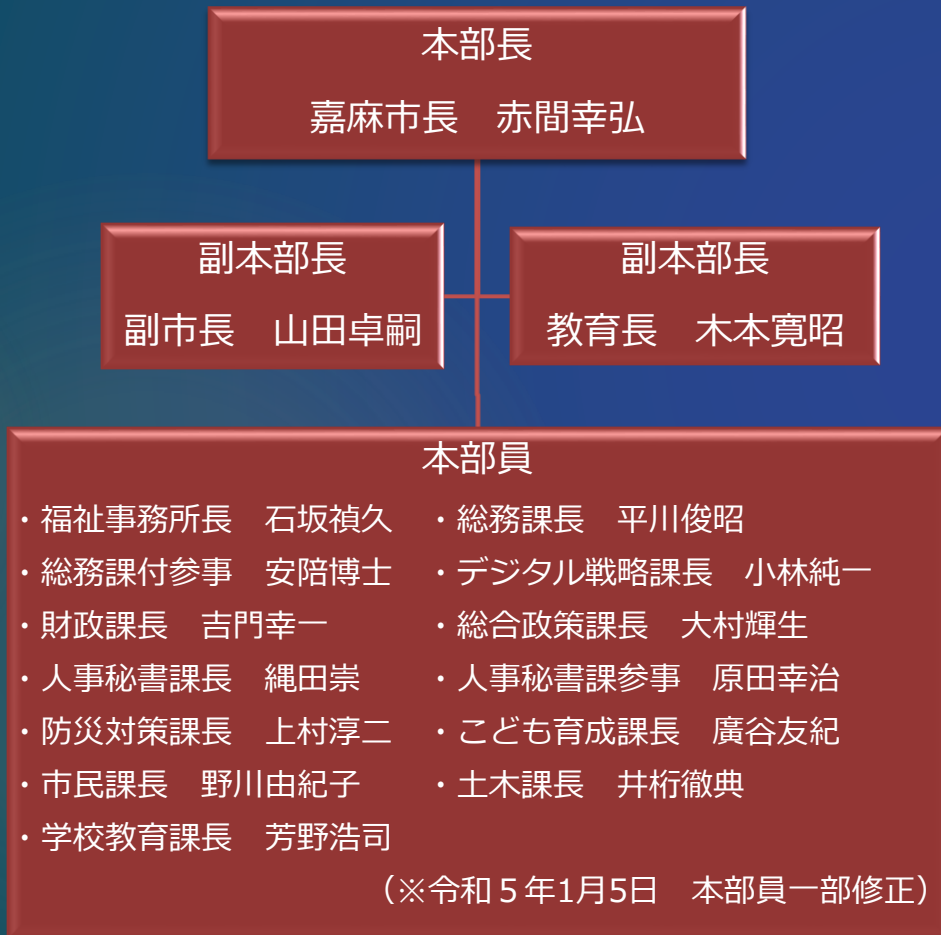 本部長
嘉麻市長　赤間幸弘
副本部長
副市長　山田卓嗣
副本部長
教育長　木本寛昭
本部員
・福祉事務所長　石坂禎久　・総務課長　平川俊昭
・総務課付参事　安陪博士　・デジタル戦略課長　小林純一
・財政課長　吉門幸一　・総合政策課長　大村輝生
・人事秘書課長　縄田崇　・人事秘書課参事　原田幸治
・防災対策課長　上村淳二　・こども育成課長　廣谷友紀
・市民課長　野川由紀子　・土木課長　井桁徹典
・学校教育課長　芳野浩司
（※令和５年1月5日　本部員一部修正）